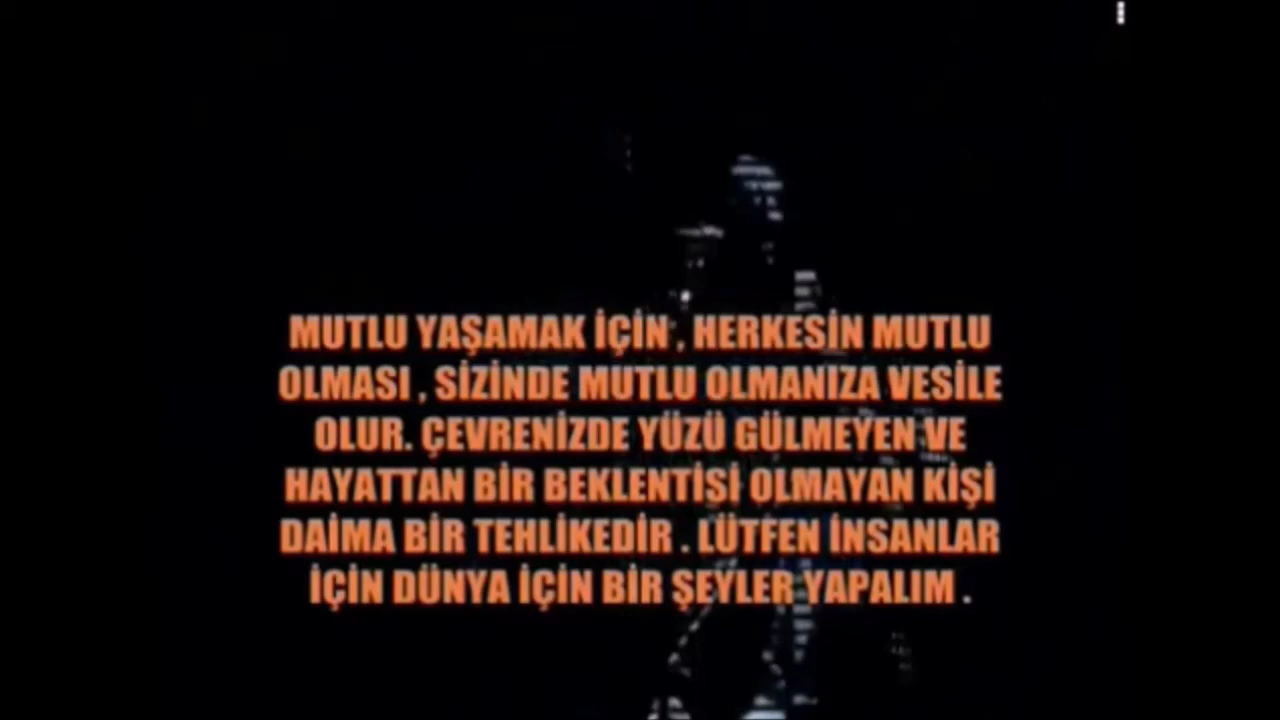 MUTLU YAŞAMAK İÇİN , HERKESİN MUTLU
OLMASI , SİZİNDE MUTLU OLMANIZA VESİLE
OLUR. ÇEVRENİZDE YÜZÜ GÜLMEYEN VE
HAYATTAN BİR BEKLENTİSİ OLMAYAN KİŞİ
DAİMA BİR TEHLİKEDİR . LÜTFEN İNSANLAR
İÇİN DÜNYA İÇİN BİR ŞEYLER YAPALIM .